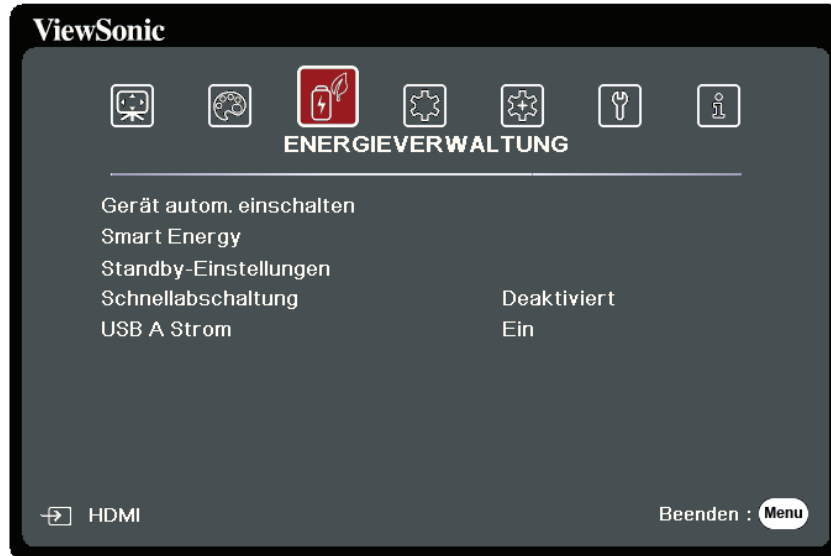 ViewSonic
ENERGIEVERWALTUNG
Gerät autom. einschalten
Smart Energy
Standby-Einstellungen
Schnellabschaltung Deaktiviert
USB A Strom Ein
HDMI Beenden : Menu